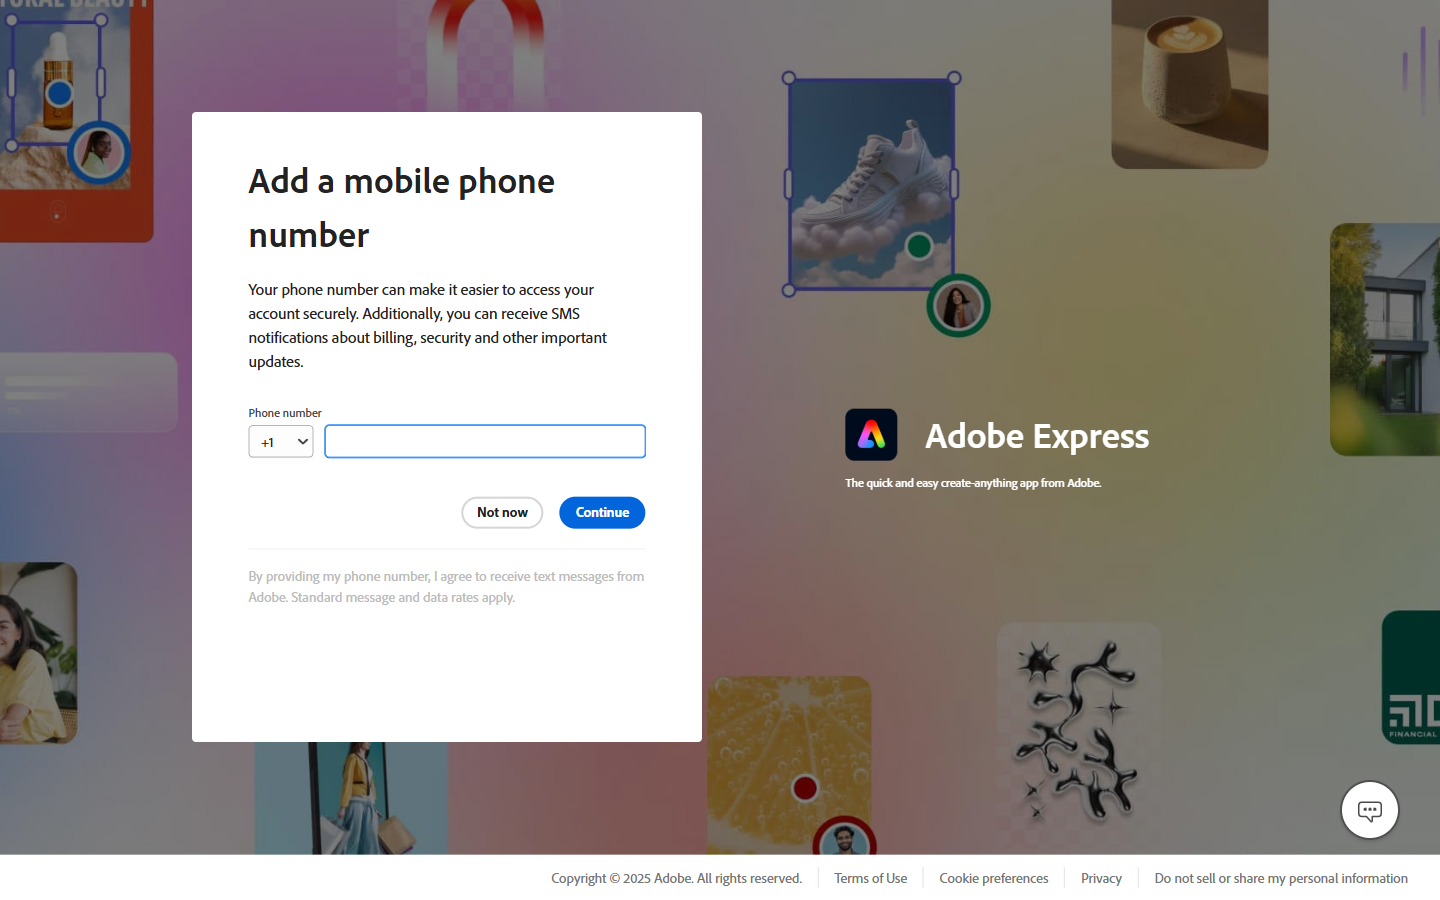 Add a mobile phone
number
Your phone number can make it easier to access your
account securely. Additionally, you can receive SMS
notifications about billing, security and other important
updates.
Phone number
+1
Not now
Continue
By providing my phone number, I agree to receive text messages from
Adobe. Standard message and data rates apply.
Adobe Express
The quick and easy create-anything app from Adobe.
FINANCIAL
Copyright © 2025 Adobe. All rights reserved.
Terms of Use
Cookie preferences
Privacy
Do not sell or share my personal information